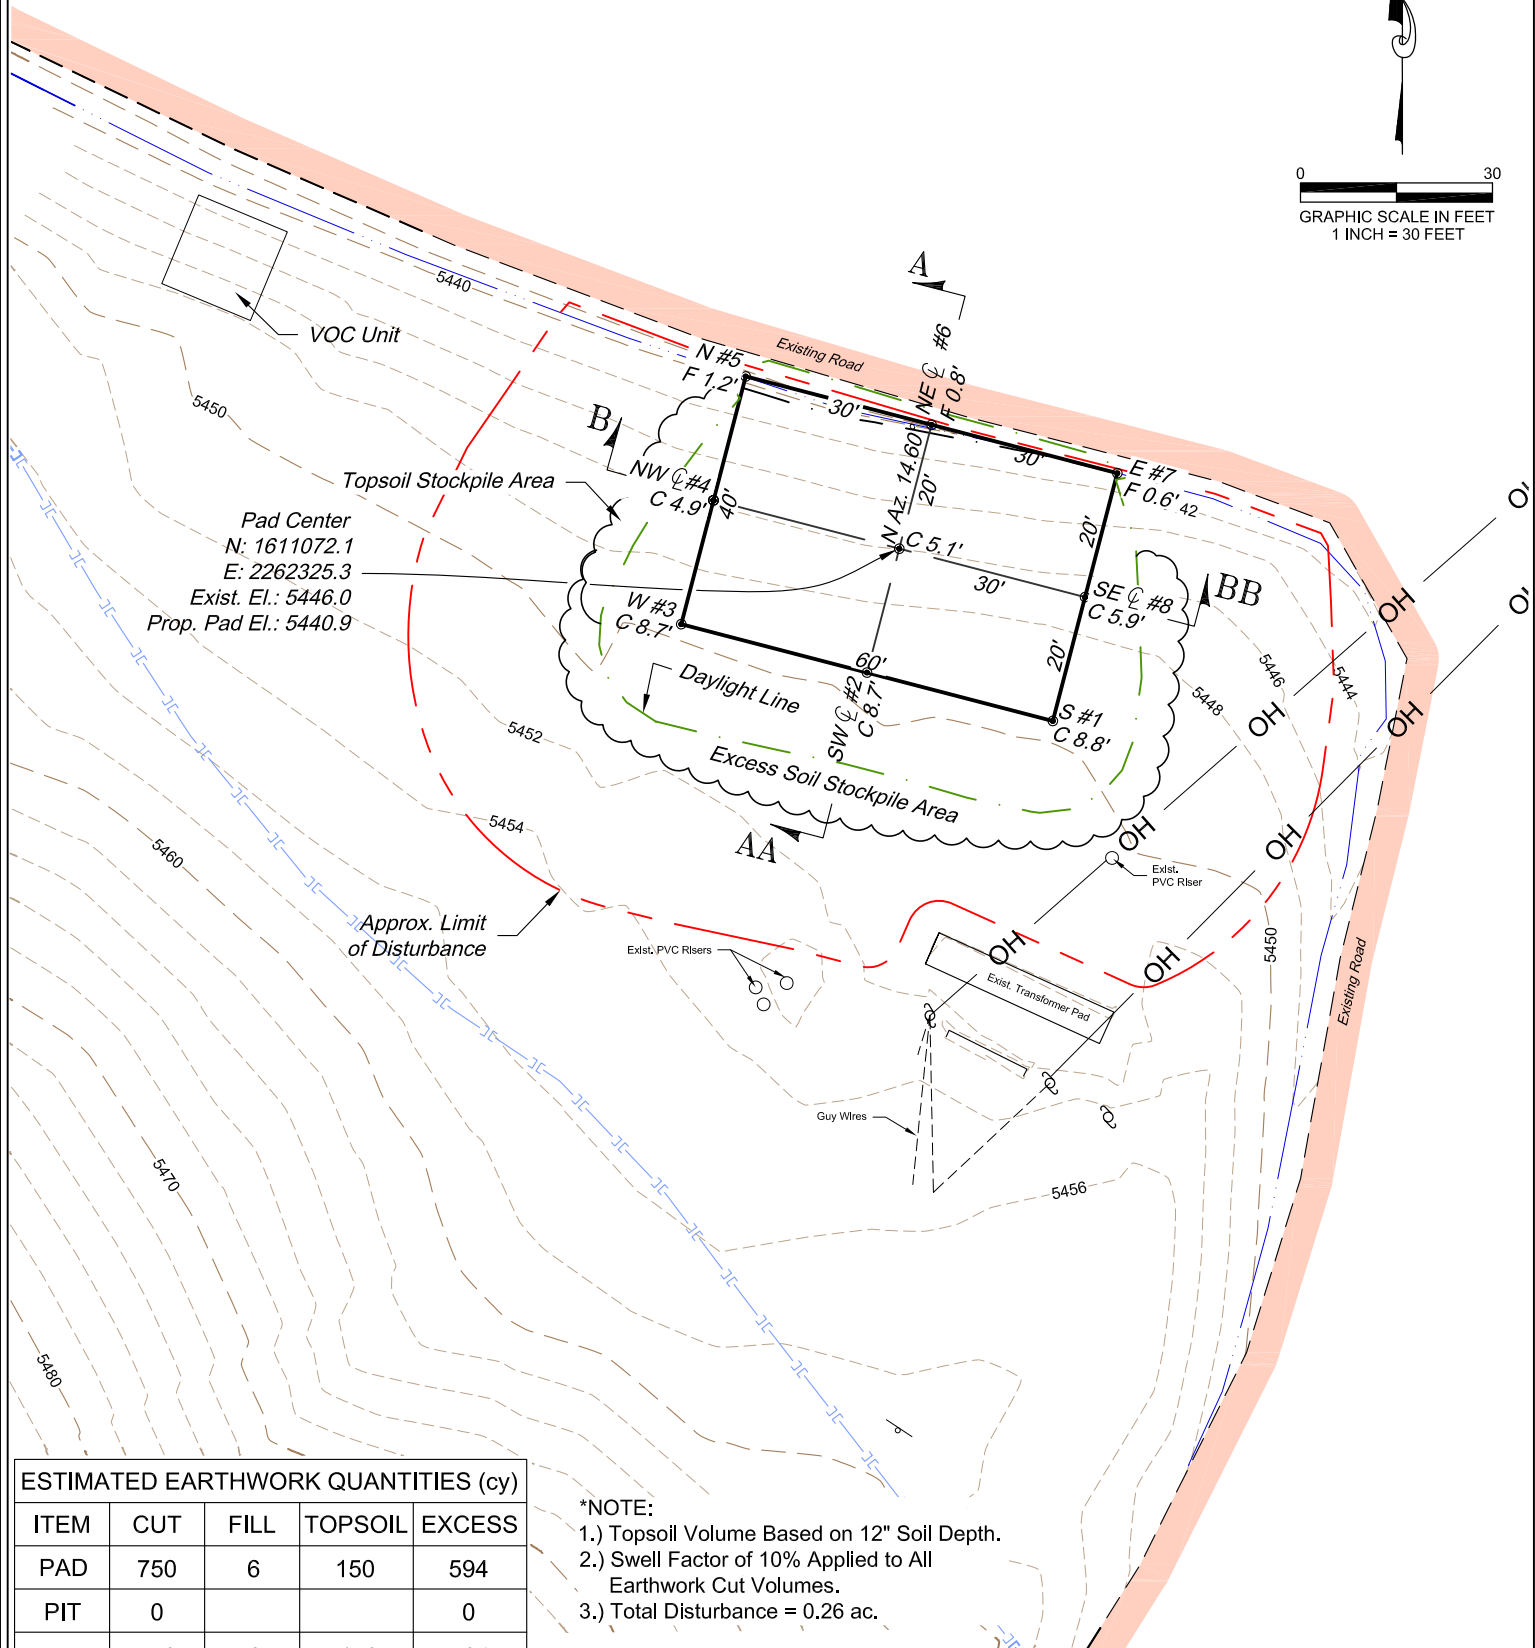 0 30
GRAPHIC SCALE IN FEET
1 INCH = 30 FEET
A
5440
VOC Unit
Existing Road
NE ℄ #6
F 0.8'
N #5
F 1.2'
5450
30'
30'
B
N Az. 14.60°
20'
E #7
F 0.6'
42
Topsoil Stockpile Area
NW ℄ #4
C 4.9'
40'
20'
Pad Center
N: 1611072.1
E: 2262325.3
Exist. El.: 5446.0
Prop. Pad El.: 5440.9
C 5.1'
30'
SE ℄ #8
C 5.9'
BB
OH
W #3
C 8.7'
20'
60'
5446
5444
5448
Daylight Line
SW ℄ #2
C 8.7'
S #1
C 8.8'
OH
OH
5452
Excess Soil Stockpile Area
5454
AA
OH
OH
5460
Exist.
PVC Riser
Approx. Limit
of Disturbance
Exist. PVC Risers
OH
OH
5450
Exist. Transformer Pad
Existing Road
Guy Wires
5470
5456
5480
ESTIMATED EARTHWORK QUANTITIES (cy)
ITEM CUT FILL TOPSOIL EXCESS
PAD 750 6 150 594
PIT 0 0
*NOTE:
1.) Topsoil Volume Based on 12" Soil Depth.
2.) Swell Factor of 10% Applied to All
Earthwork Cut Volumes.
3.) Total Disturbance = 0.26 ac.